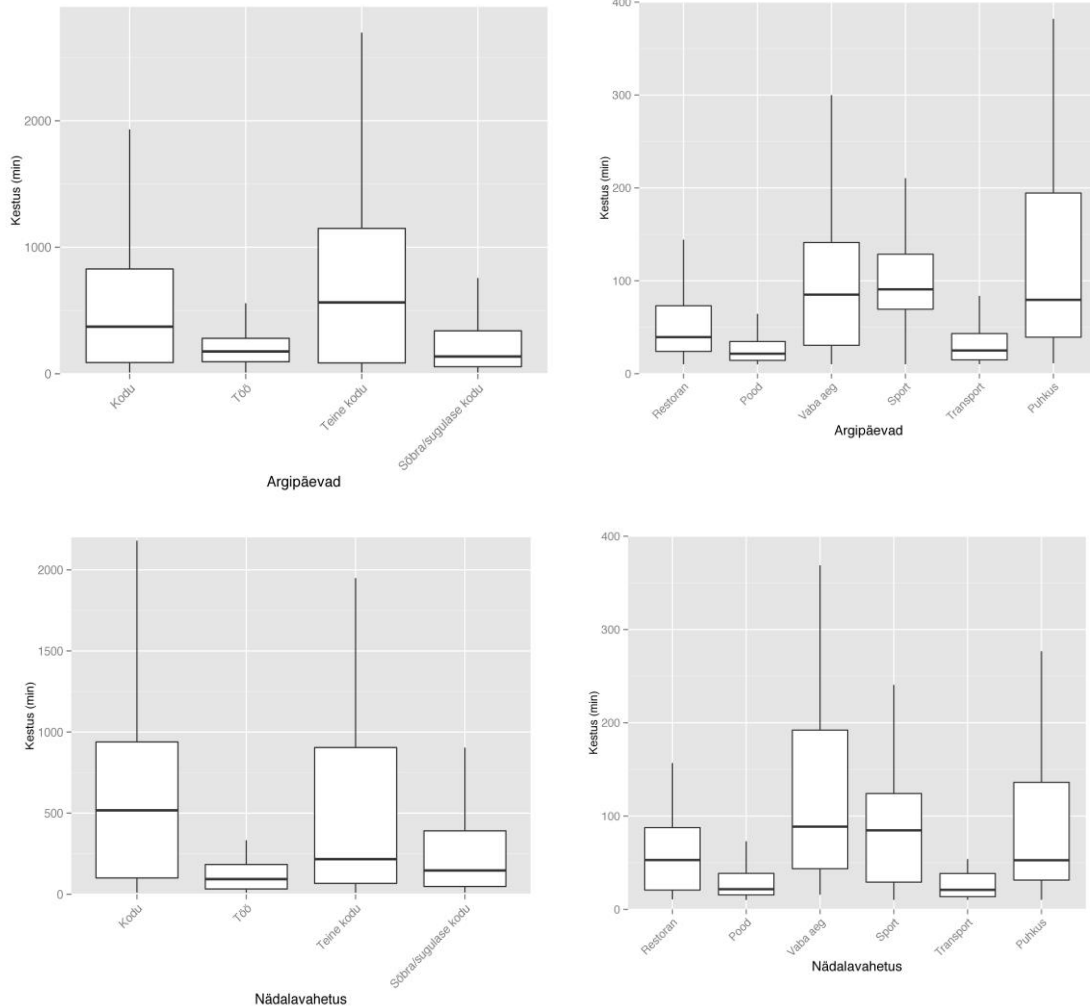 Kestus (min)
2000
1000
0
Kodu
Töö
Teine kodu
Sõbra/sugulase kodu
Argipäevad
Kestus (min)
400
300
200
100
0
Restoran
Pood
Vaba aeg
Sport
Transport
Puhkus
Argipäevad
Kestus (min)
2000
1500
1000
500
0
Kodu
Töö
Teine kodu
Sõbra/sugulase kodu
Nädalavahetus
Kestus (min)
400
300
200
100
0
Restoran
Pood
Vaba aeg
Sport
Transport
Puhkus
Nädalavahetus